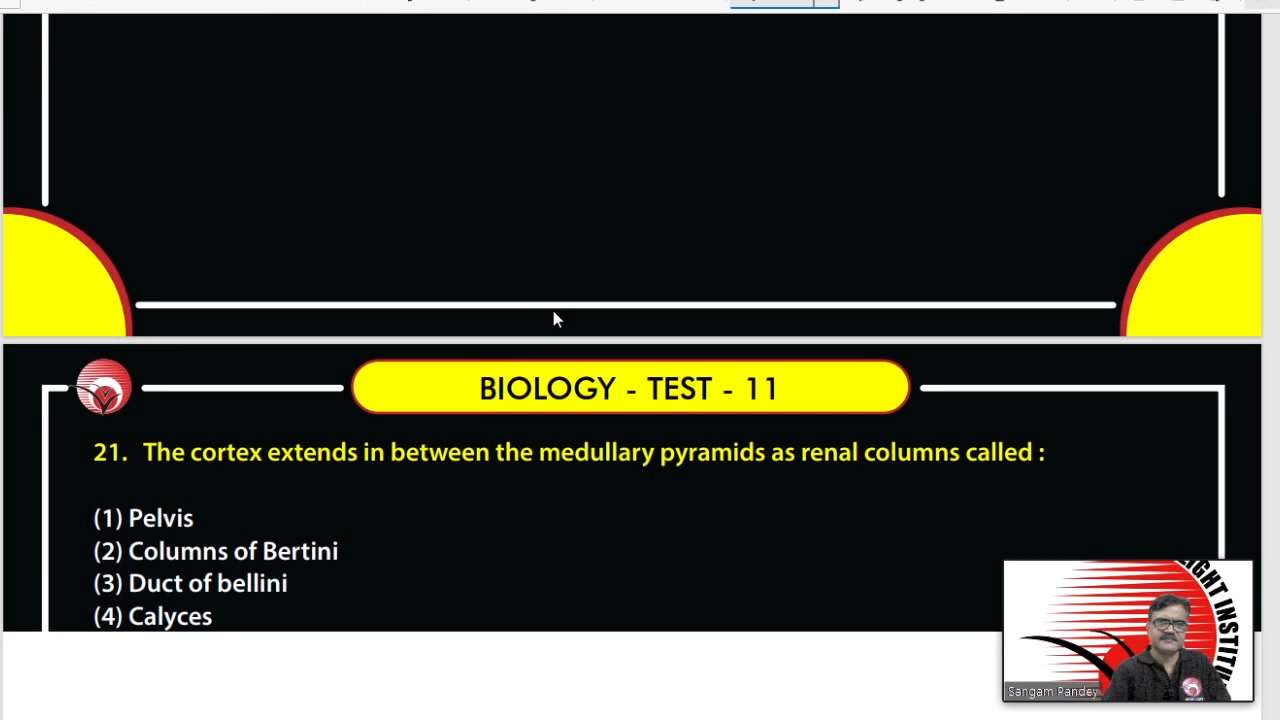 BIOLOGY - TEST - 11
21. The cortex extends in between the medullary pyramids as renal columns called :
(1) Pelvis
(2) Columns of Bertini
(3) Duct of bellini
(4) Calyces
Sangam Pandey